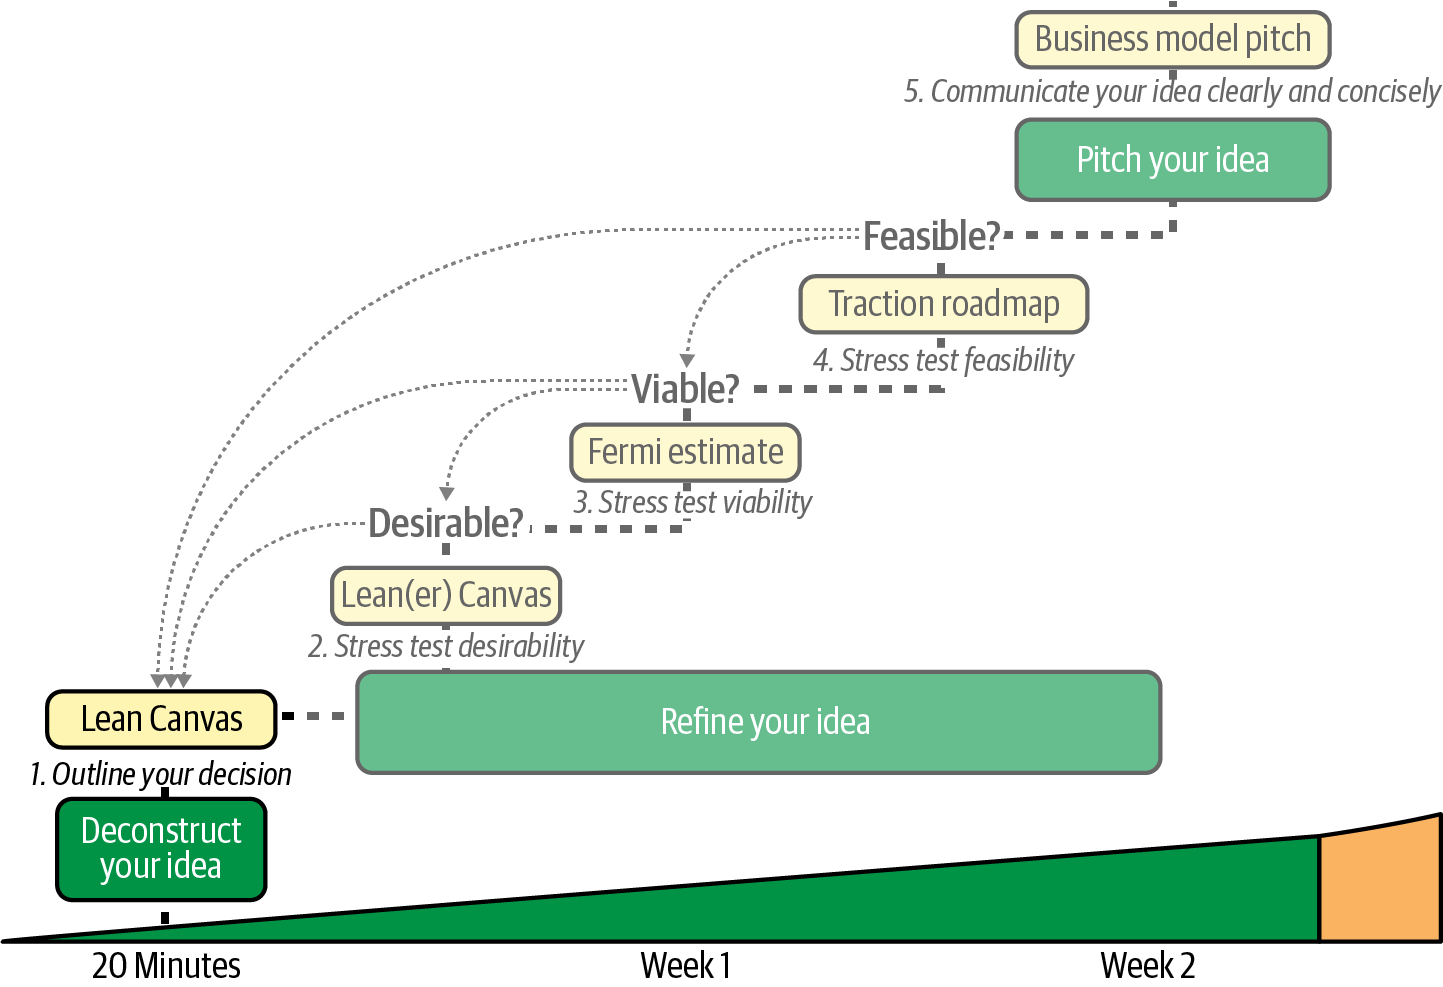 Business model pitch
5. Communicate your idea clearly and concisely
Pitch your idea
Feasible?
Traction roadmap
4. Stress test feasibility
Viable?
Fermi estimate
3. Stress test viability
Desirable?
Lean(er) Canvas
2. Stress test desirability
Refine your idea
Lean Canvas
1. Outline your decision
Deconstruct
your idea
20 Minutes
Week 1
Week 2